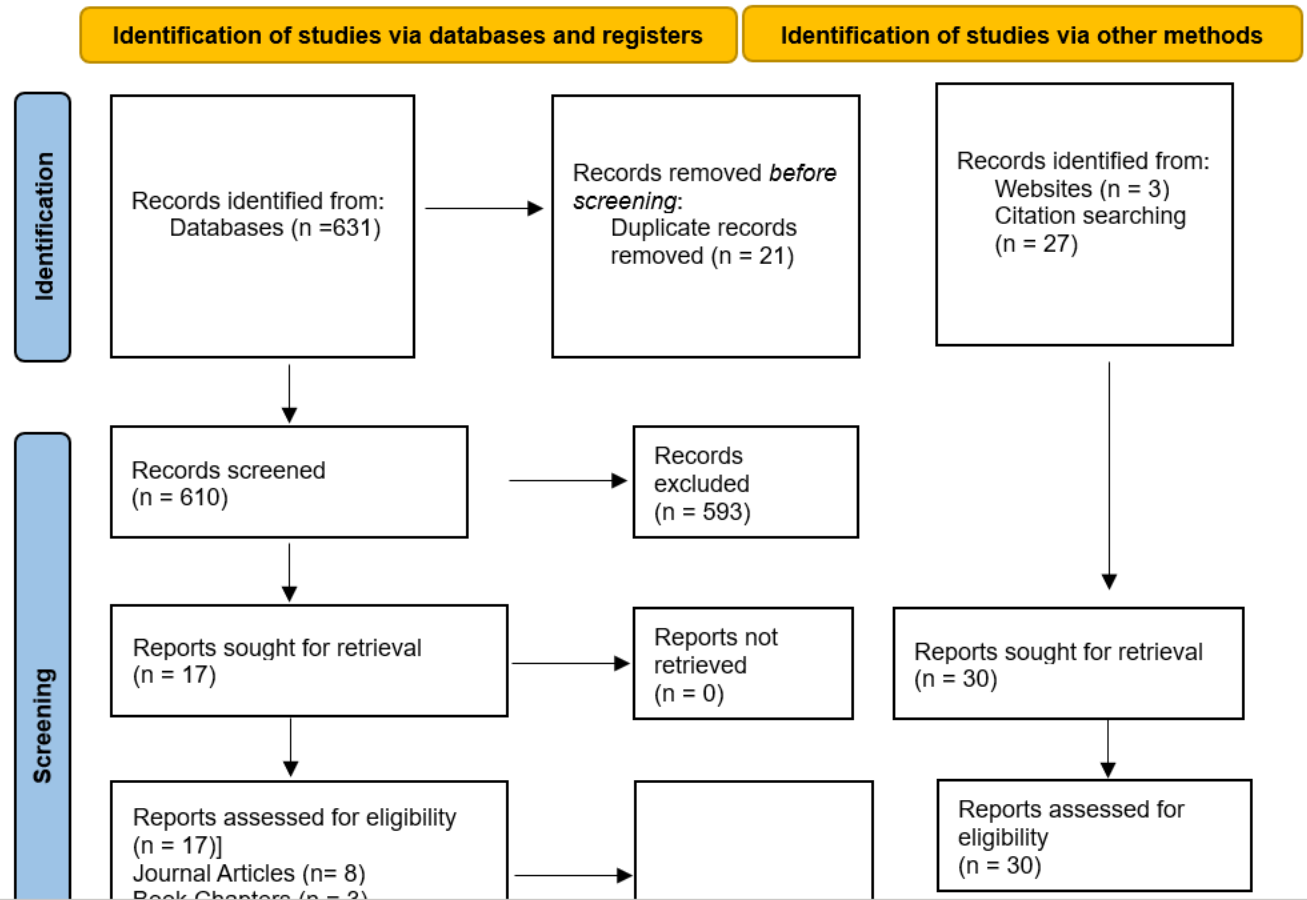 Identification of studies via databases and registers
Identification of studies via other methods
Identification
Records identified from:
Databases (n =631)
Records removed before
screening:
Duplicate records
removed (n = 21)
Records identified from:
Websites (n = 3)
Citation searching
(n = 27)
Screening
Records screened
(n = 610)
Records
excluded
(n = 593)
Reports sought for retrieval
(n = 17)
Reports not
retrieved
(n = 0)
Reports sought for retrieval
(n = 30)
Reports assessed for eligibility
(n = 17)]
Journal Articles (n= 8)
Book Chapters (n = 3)
Reports assessed for
eligibility
(n = 30)